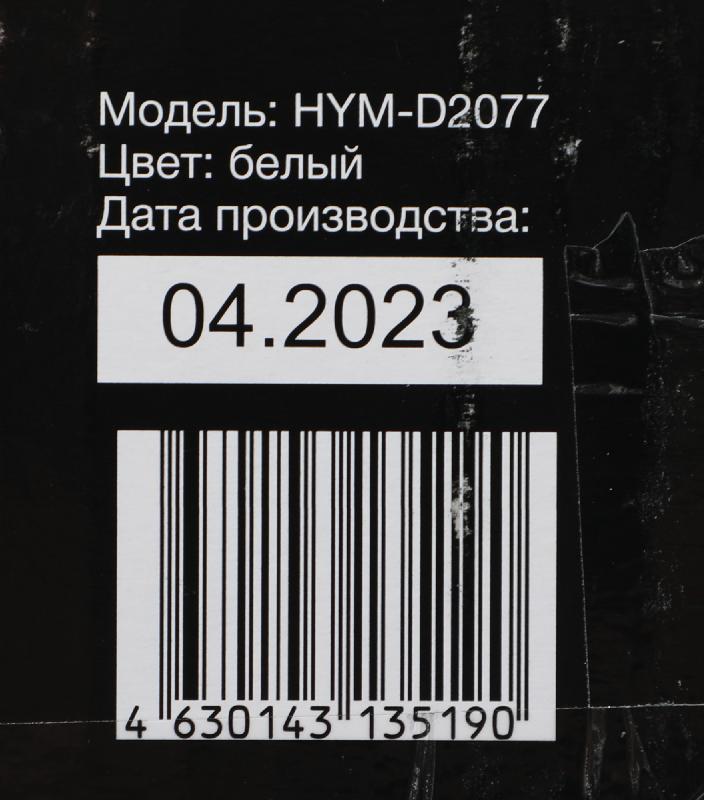 Модель: HYM-D2077
Цвет: белый
Дата производства:
04.2023
4 630143 135190